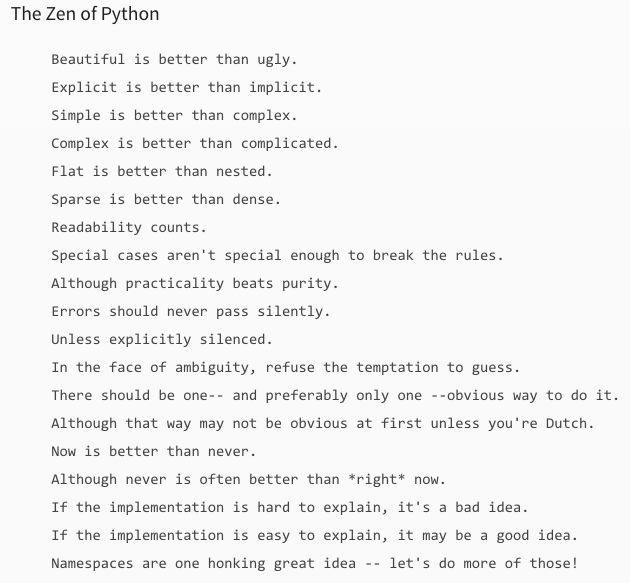 The Zen of Python
Beautiful is better than ugly.
Explicit is better than implicit.
Simple is better than complex.
Complex is better than complicated.
Flat is better than nested.
Sparse is better than dense.
Readability counts.
Special cases aren't special enough to break the rules.
Although practicality beats purity.
Errors should never pass silently.
Unless explicitly silenced.
In the face of ambiguity, refuse the temptation to guess.
There should be one-- and preferably only one --obvious way to do it.
Although that way may not be obvious at first unless you're Dutch.
Now is better than never.
Although never is often better than *right* now.
If the implementation is hard to explain, it's a bad idea.
If the implementation is easy to explain, it may be a good idea.
Namespaces are one honking great idea -- let's do more of those!